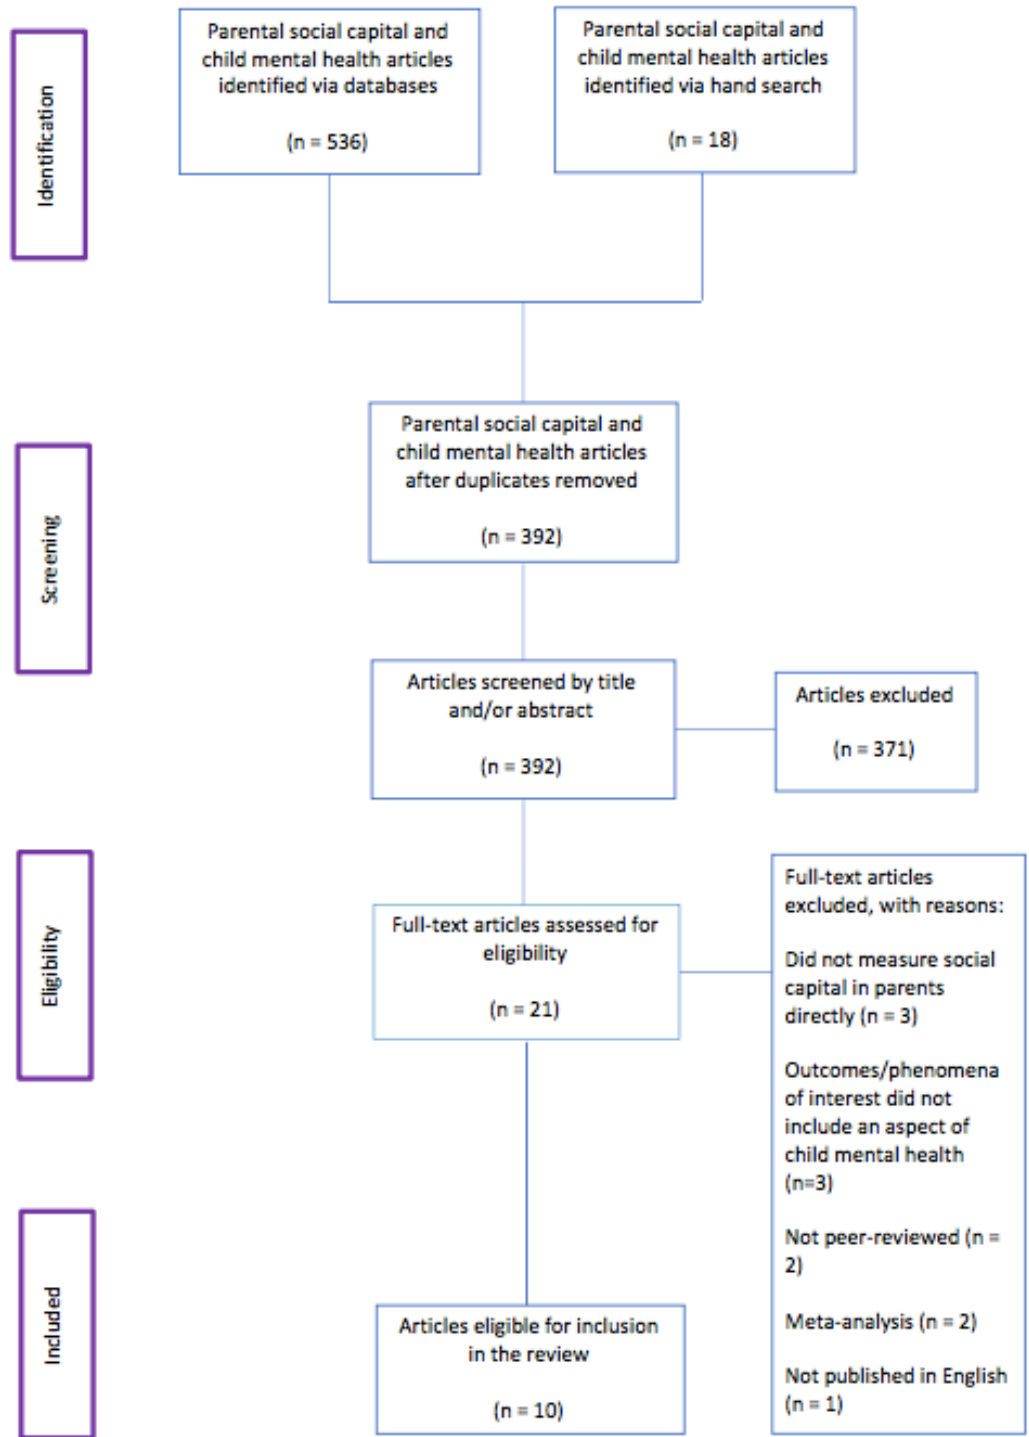 Identification
Parental social capital and
child mental health articles
identified via databases
(n = 536)
Parental social capital and
child mental health articles
identified via hand search
(n = 18)
Screening
Parental social capital and
child mental health articles
after duplicates removed
(n = 392)
Articles screened by title
and/or abstract
(n = 392)
Articles excluded
(n = 371)
Eligibility
Full-text articles assessed for
eligibility
(n = 21)
Full-text articles
excluded, with reasons:
Did not measure social
capital in parents
directly (n = 3)
Outcomes/phenomena
of interest did not
include an aspect of
child mental health
(n=3)
Not peer-reviewed (n =
2)
Meta-analysis (n = 2)
Not published in English
(n = 1)
Included
Articles eligible for inclusion
in the review
(n = 10)